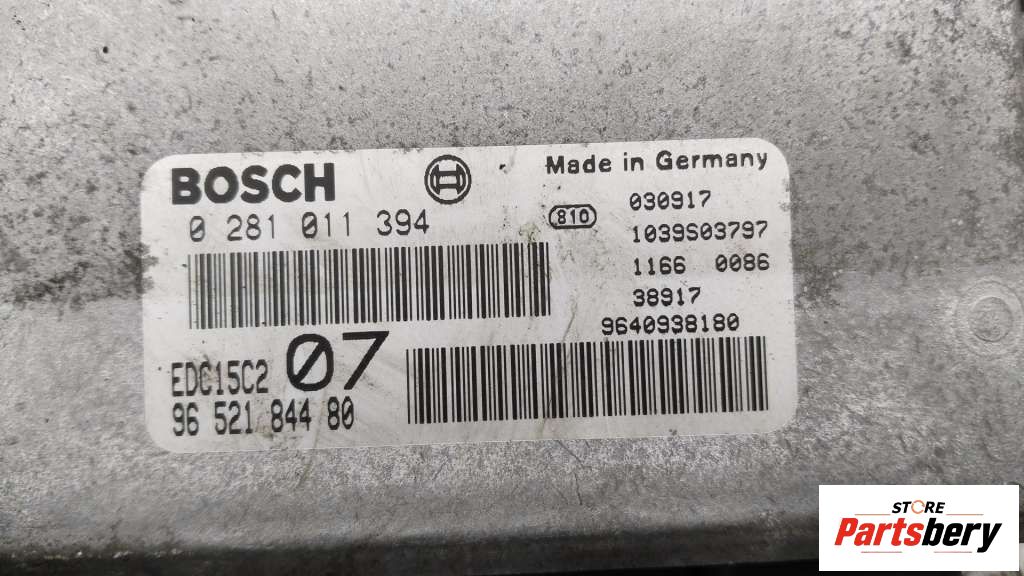 BOSCH
Made in Germany
0 281 011 394
810
030917
1039S03797
1166 0086
38917
9640938180
EDC15C2 07
96 521 844 80
STORE
Partsbery